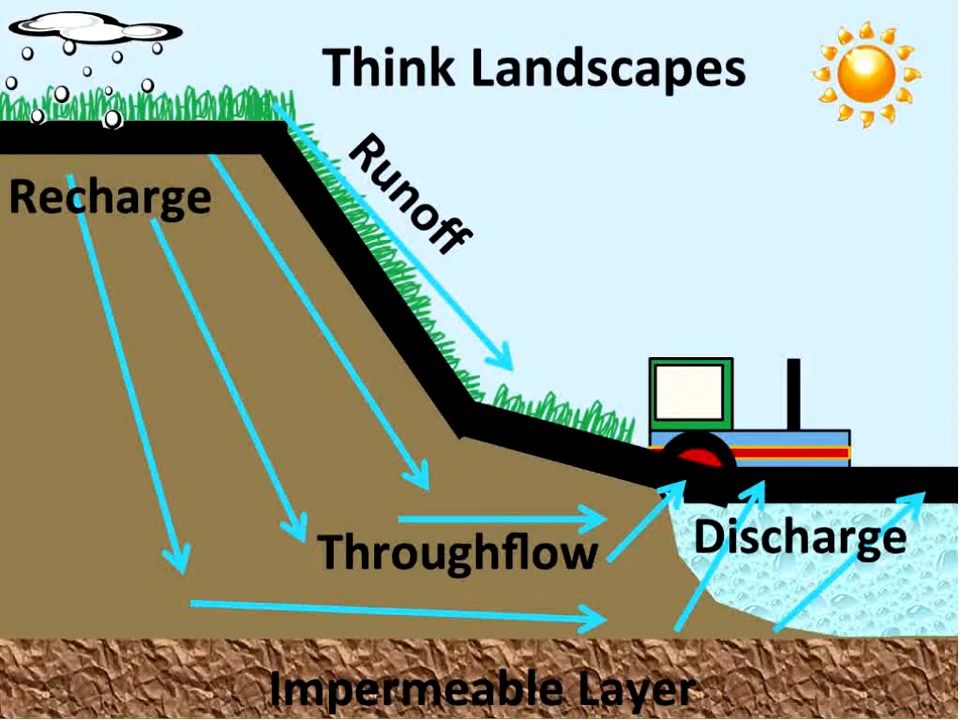 Think Landscapes
Runoff
Recharge
Throughflow
Discharge
Impermeable Layer